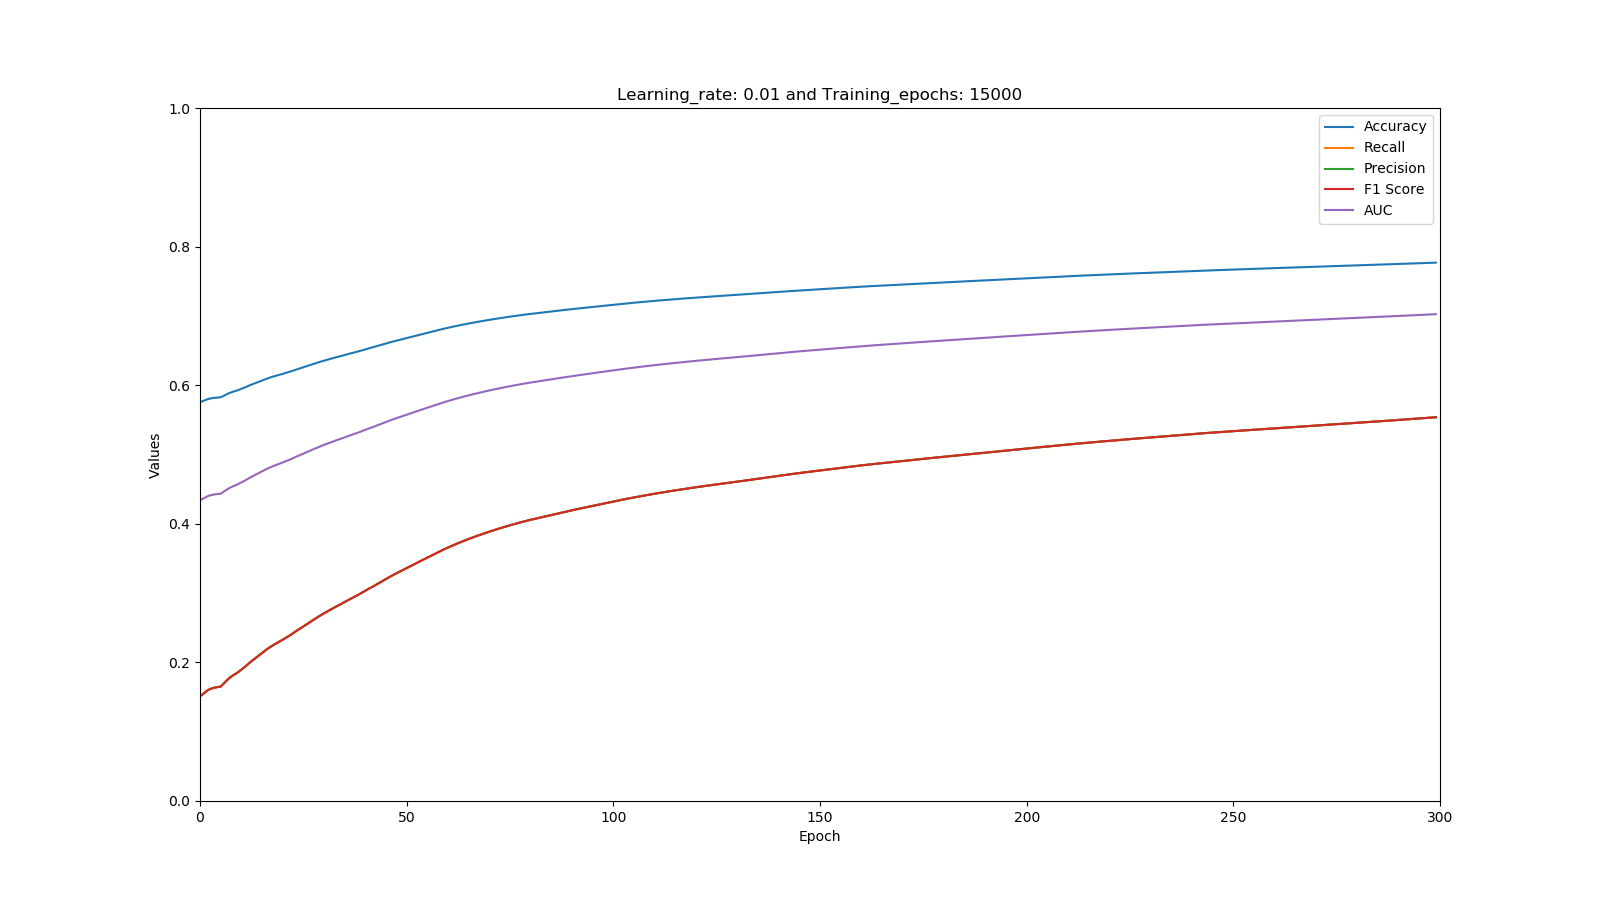 Learning_rate: 0.01 and Training_epochs: 15000
1.0
0.8
0.6
0.4
0.2
0.0
Values
Accuracy
Recall
Precision
F1 Score
AUC
0 50 100 150 200 250 300
Epoch